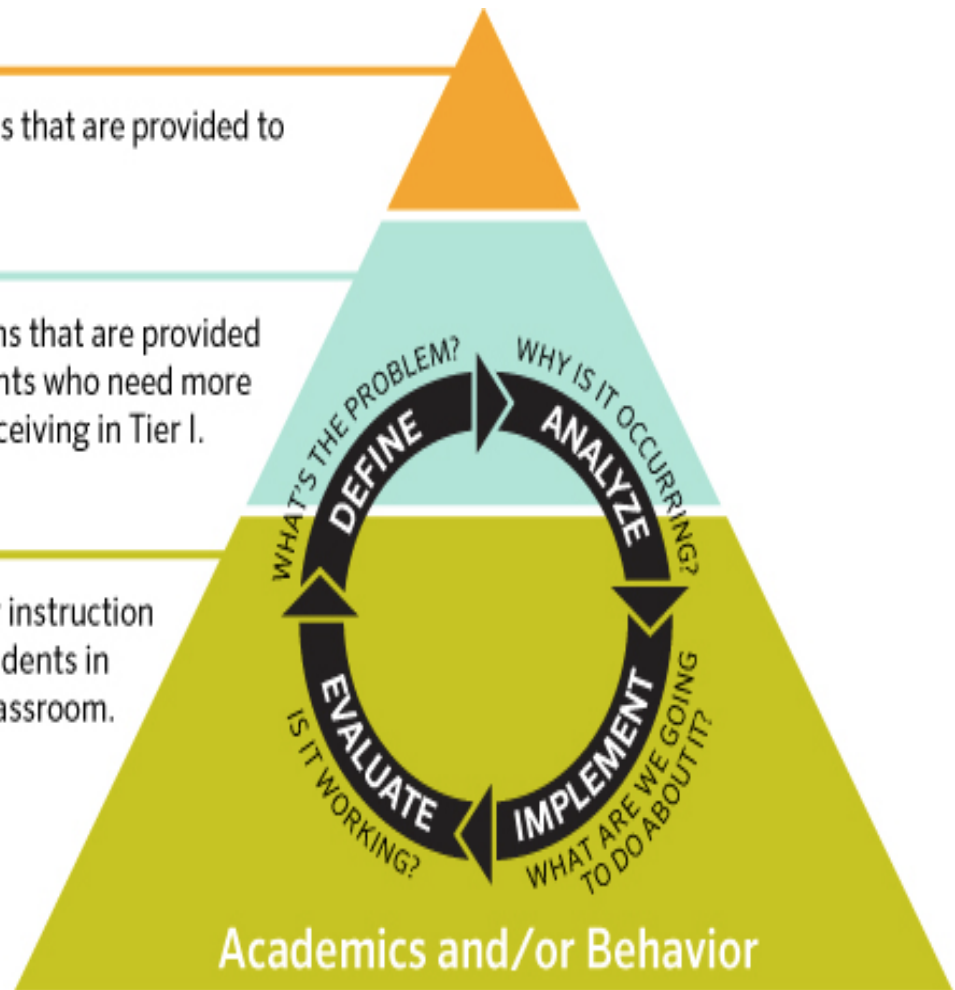 s that are provided to
ns that are provided
nts who need more
ceiving in Tier I.
instruction
dents in
assroom.
WHAT'S THE PROBLEM?
DEFINE
WHY IS IT OCCURRING?
ANALYZE
IMPLEMENT
WHAT ARE WE GOING
TO DO ABOUT IT?
EVALUATE
IS IT WORKING?
Academics and/or Behavior